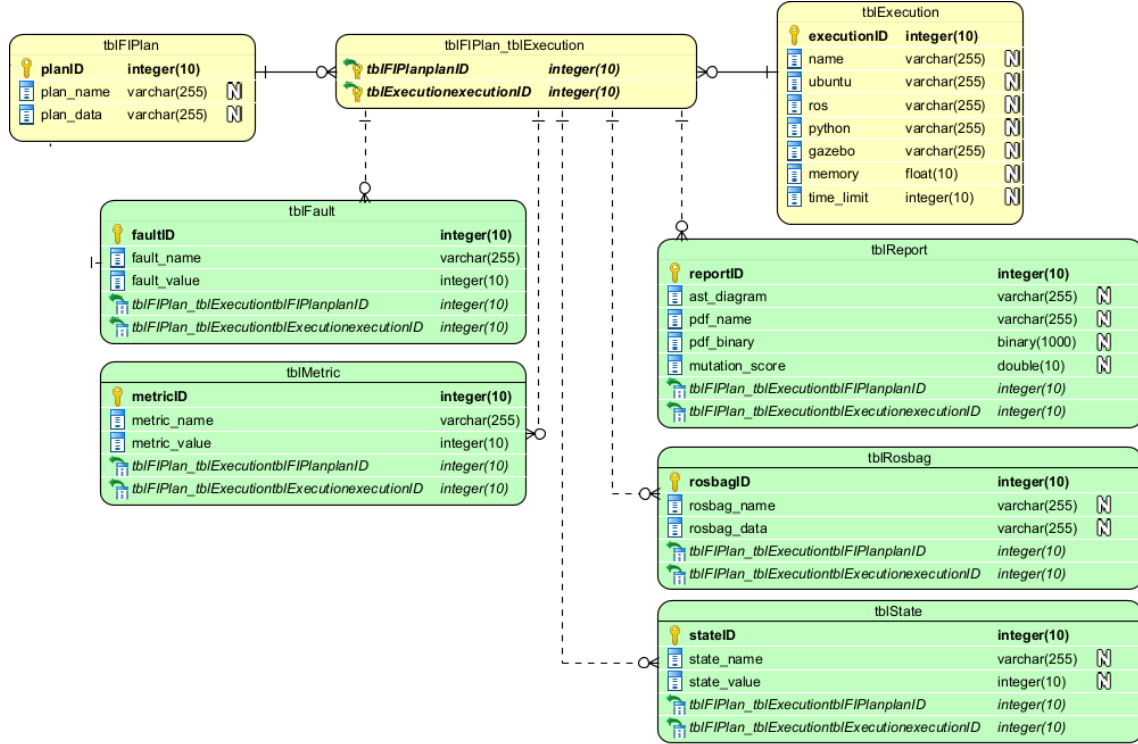 tblFIPlan
planID integer(10)
plan_name varchar(255) N
plan_data varchar(255) N
tblFIPlan_tblExecution
tblFIPlanplanID integer(10)
tblExecutionexecutionID integer(10)
tblExecution
executionID integer(10)
name varchar(255) N
ubuntu varchar(255) N
ros varchar(255) N
python varchar(255) N
gazebo varchar(255) N
memory float(10) N
time_limit integer(10) N
tblFault
faultID integer(10)
fault_name varchar(255)
fault_value integer(10)
tblFIPlan_tblExecutiontblFIPlanplanID integer(10)
tblFIPlan_tblExecutiontblExecutionexecutionID integer(10)
tblMetric
metricID integer(10)
metric_name varchar(255)
metric_value integer(10)
tblFIPlan_tblExecutiontblFIPlanplanID integer(10)
tblFIPlan_tblExecutiontblExecutionexecutionID integer(10)
tblReport
reportID integer(10)
ast_diagram varchar(255) N
pdf_name varchar(255) N
pdf_binary binary(1000) N
mutation_score double(10) N
tblFIPlan_tblExecutiontblFIPlanplanID integer(10)
tblFIPlan_tblExecutiontblExecutionexecutionID integer(10)
tblRosbag
rosbagID integer(10)
rosbag_name varchar(255) N
rosbag_data varchar(255) N
tblFIPlan_tblExecutiontblFIPlanplanID integer(10)
tblFIPlan_tblExecutiontblExecutionexecutionID integer(10)
tblState
stateID integer(10)
state_name varchar(255) N
state_value integer(10) N
tblFIPlan_tblExecutiontblFIPlanplanID integer(10)
tblFIPlan_tblExecutiontblExecutionexecutionID integer(10)